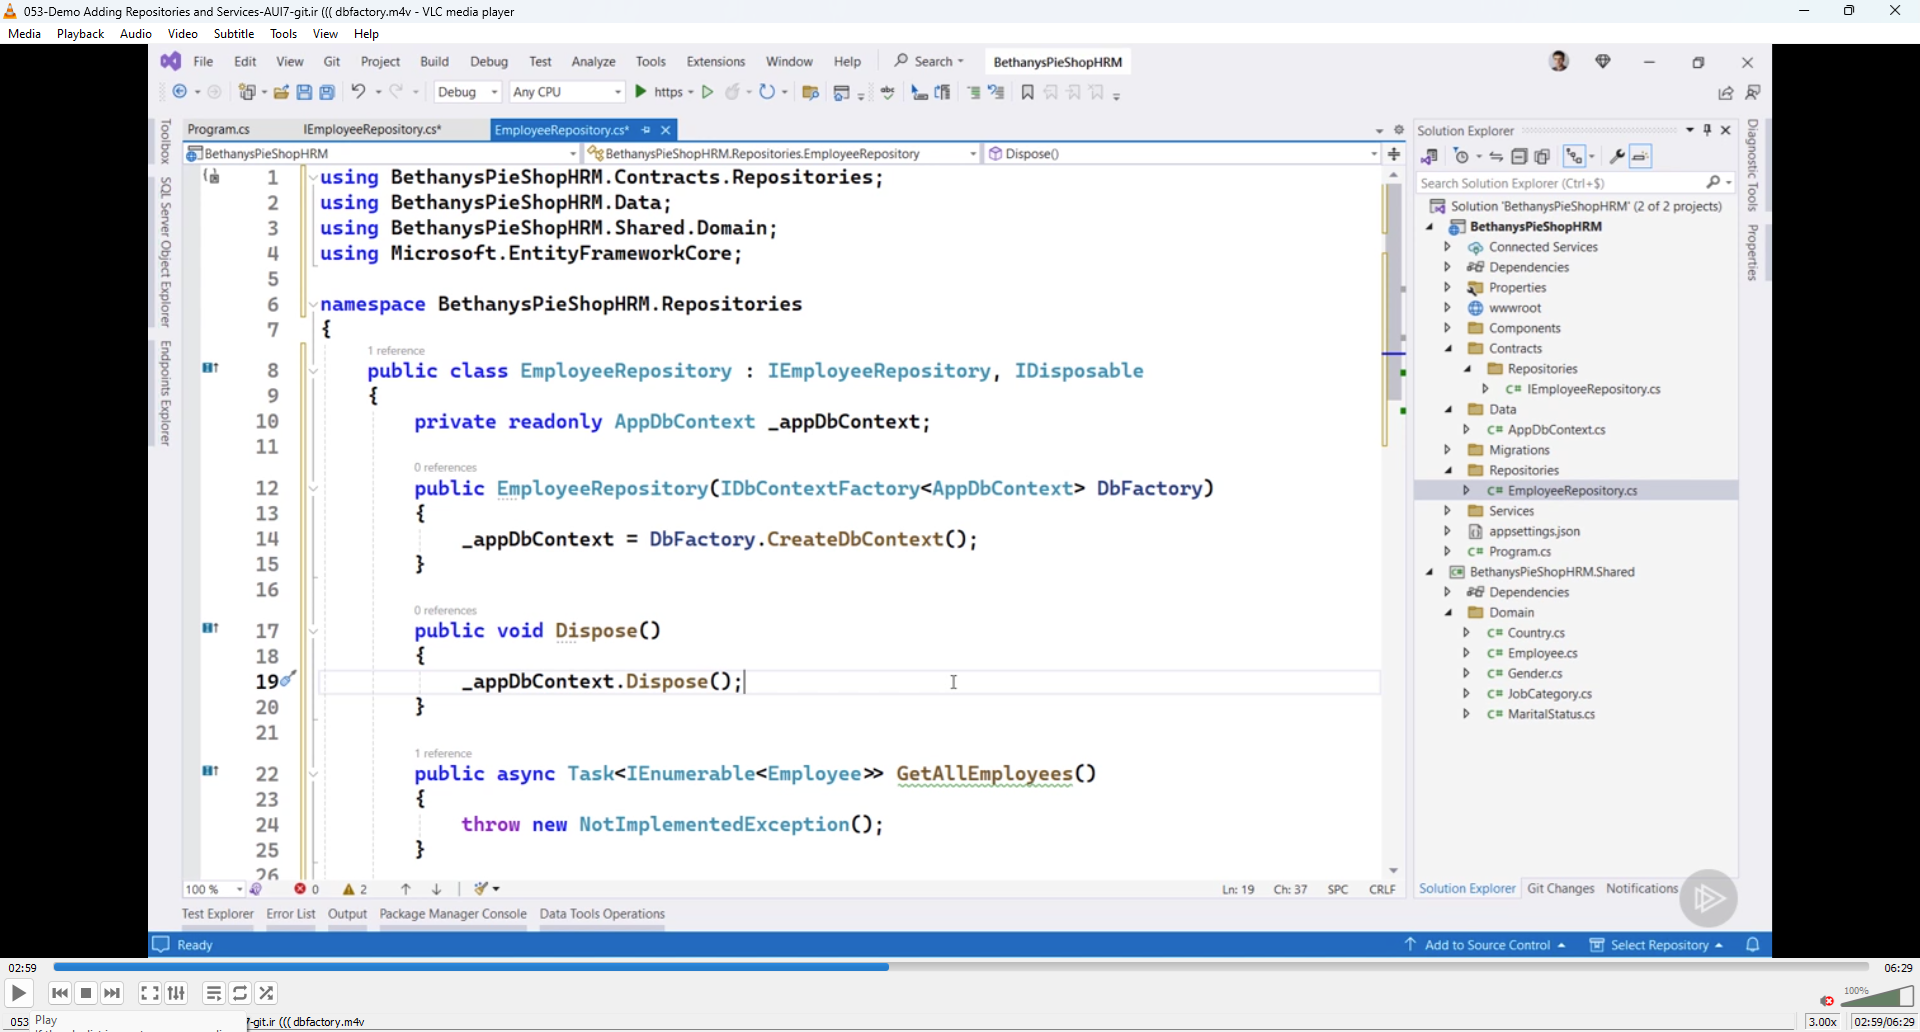 053-Demo Adding Repositories and Services-AUI7-git.ir ((( dbfactory.m4v - VLC media player
Media Playback Audio Video Subtitle Tools View Help
File Edit View Git Project Build Debug Test Analyze Tools Extensions Window Help Search BethanysPieShopHRM
Debug Any CPU https
Toolbox
SQL Server Object Explorer
Endpoints Explorer
Program.cs IEmployeeRepository.cs* EmployeeRepository.cs*
BethanysPieShopHRM BethanysPieShopHRM.Repositories.EmployeeRepository Dispose()
1 using BethanysPieShopHRM.Contracts.Repositories;
2 using BethanysPieShopHRM.Data;
3 using BethanysPieShopHRM.Shared.Domain;
4 using Microsoft.EntityFrameworkCore;
5
6 namespace BethanysPieShopHRM.Repositories
7 {
1 reference
8 public class EmployeeRepository : IEmployeeRepository, IDisposable
9 {
10 private readonly AppDbContext _appDbContext;
11
0 references
12 public EmployeeRepository(IDbContextFactory<AppDbContext> DbFactory)
13 {
14 _appDbContext = DbFactory.CreateDbContext();
15 }
16
0 references
17 public void Dispose()
18 {
19 _appDbContext.Dispose();
20 }
21
1 reference
22 public async Task<IEnumerable<Employee>> GetAllEmployees()
23 {
24 throw new NotImplementedException();
25 }
26
100 % 0 2 Ln: 19 Ch: 37 SPC CRLF
Test Explorer Error List Output Package Manager Console Data Tools Operations
Solution Explorer
Search Solution Explorer (Ctrl+$)
Solution 'BethanysPieShopHRM' (2 of 2 projects)
BethanysPieShopHRM
Connected Services
Dependencies
Properties
wwwroot
Components
Contracts
Repositories
C# IEmployeeRepository.cs
Data
C# AppDbContext.cs
Migrations
Repositories
C# EmployeeRepository.cs
Services
appsettings.json
C# Program.cs
C# BethanysPieShopHRM.Shared
Dependencies
Domain
C# Country.cs
C# Employee.cs
C# Gender.cs
C# JobCategory.cs
C# MaritalStatus.cs
Solution Explorer Git Changes Notifications
Diagnostic Tools
Properties
Ready Add to Source Control Select Repository
02:59 06:29
100%
Play
053 7-git.ir ((( dbfactory.m4v 3.00x 02:59/06:29